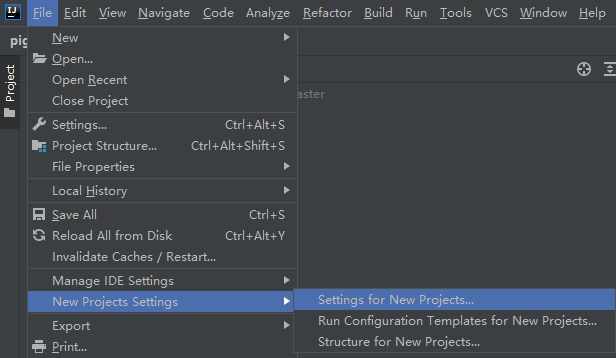 IJ File Edit View Navigate Code Analyze Refactor Build Run Tools VCS Window Help
pig
Project
aster
New
Open...
Open Recent
Close Project
Settings... Ctrl+Alt+S
Project Structure... Ctrl+Alt+Shift+S
File Properties
Local History
Save All Ctrl+S
Reload All from Disk Ctrl+Alt+Y
Invalidate Caches / Restart...
Manage IDE Settings
New Projects Settings
Settings for New Projects...
Run Configuration Templates for New Projects...
Structure for New Projects...
Export
Print...